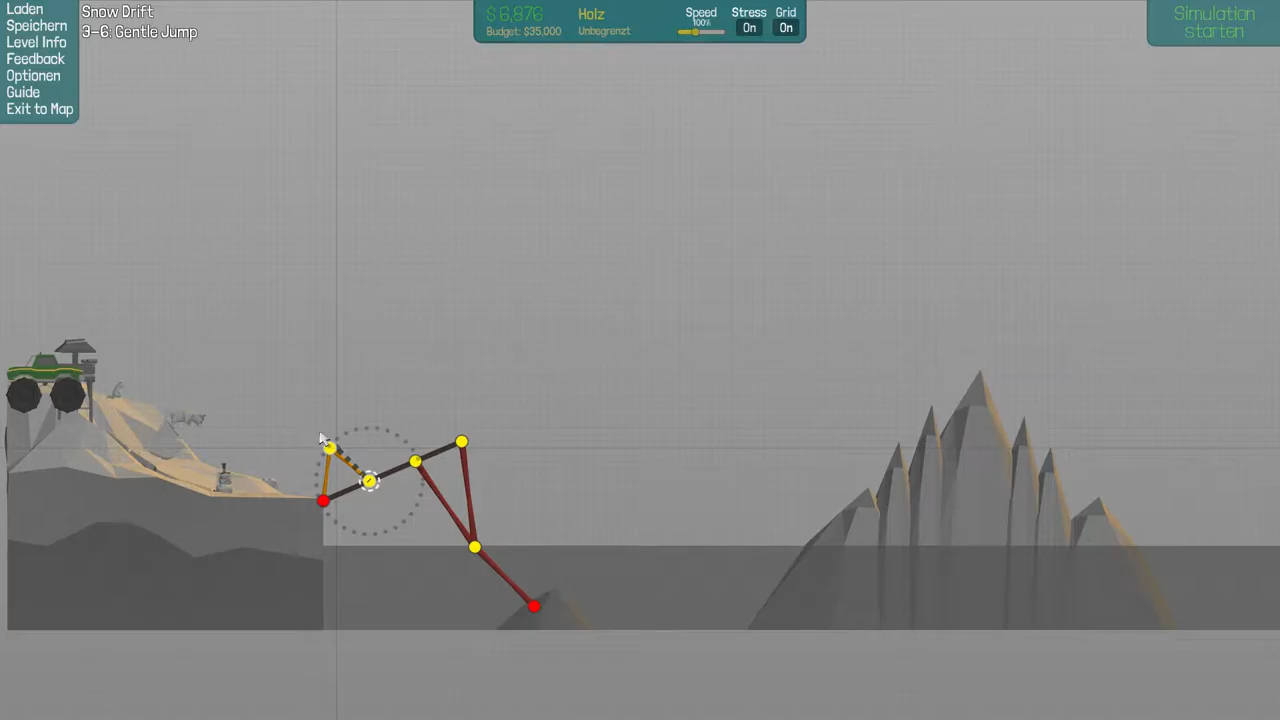 Laden
Speichern
Level Info
Feedback
Optionen
Guide
Exit to Map
Snow Drift
3-6: Gentle Jump
$ 6,876
Budget: $35,000
Holz
Unbegrenzt
Speed
100%
Stress
On
Grid
On
Simulation
starten